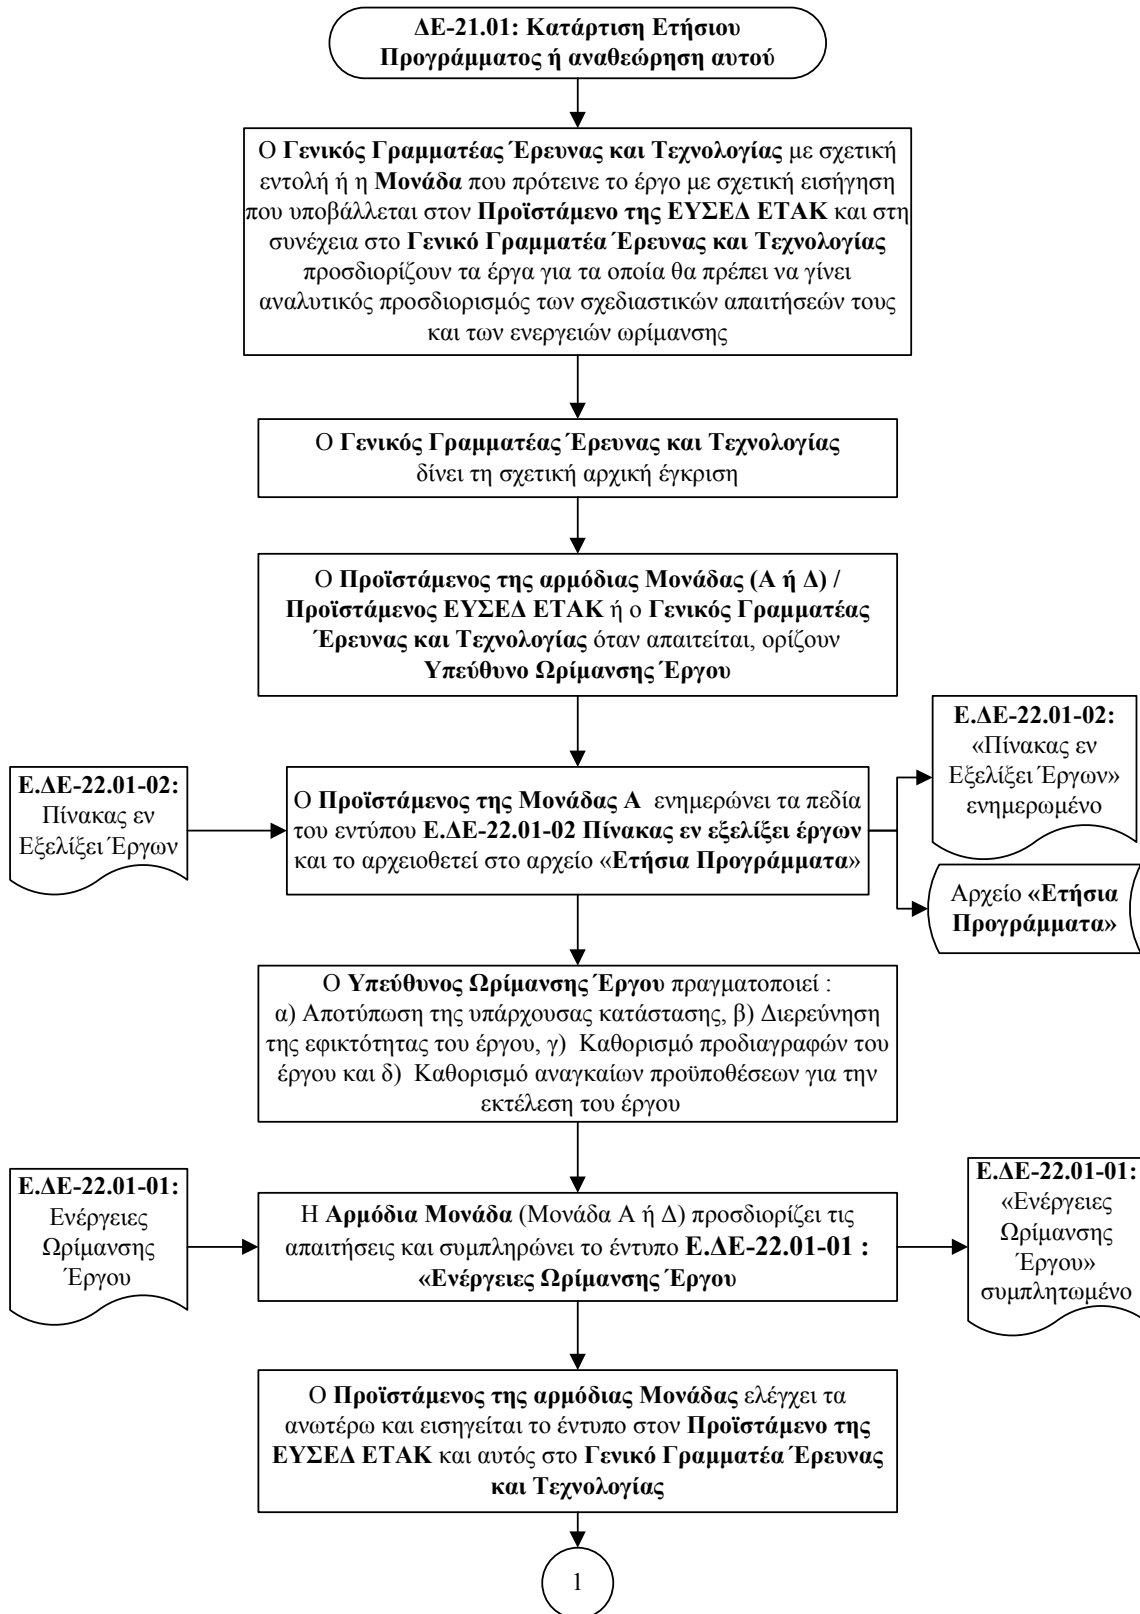 ΔΕ-21.01: Κατάρτιση Ετήσιου
Προγράμματος ή αναθεώρηση αυτού
Ο Γενικός Γραμματέας Έρευνας και Τεχνολογίας με σχετική
εντολή ή η Μονάδα που πρότεινε το έργο με σχετική εισήγηση
που υποβάλλεται στον Προϊστάμενο της ΕΥΣΕΔ ΕΤΑΚ και στη
συνέχεια στο Γενικό Γραμματέα Έρευνας και Τεχνολογίας
προσδιορίζουν τα έργα για τα οποία θα πρέπει να γίνει
αναλυτικός προσδιορισμός των σχεδιαστικών απαιτήσεών τους
και των ενεργειών ωρίμανσης
Ο Γενικός Γραμματέας Έρευνας και Τεχνολογίας
δίνει τη σχετική αρχική έγκριση
Ο Προϊστάμενος της αρμόδιας Μονάδας (Α ή Δ) /
Προϊστάμενος ΕΥΣΕΔ ΕΤΑΚ ή ο Γενικός Γραμματέας
Έρευνας και Τεχνολογίας όταν απαιτείται, ορίζουν
Υπεύθυνο Ωρίμανσης Έργου
Ε.ΔΕ-22.01-02:
Πίνακας εν
Εξελίξει Έργων
Ο Προϊστάμενος της Μονάδας Α ενημερώνει τα πεδία
του εντύπου Ε.ΔΕ-22.01-02 Πίνακας εν εξελίξει έργων
και το αρχειοθετεί στο αρχείο «Ετήσια Προγράμματα»
Ε.ΔΕ-22.01-02:
«Πίνακας εν
Εξελίξει Έργων»
ενημερωμένο
Αρχείο «Ετήσια
Προγράμματα»
Ο Υπεύθυνος Ωρίμανσης Έργου πραγματοποιεί :
α) Αποτύπωση της υπάρχουσας κατάστασης, β) Διερεύνηση
της εφικτότητας του έργου, γ) Καθορισμό προδιαγραφών του
έργου και δ) Καθορισμό αναγκαίων προϋποθέσεων για την
εκτέλεση του έργου
Ε.ΔΕ-22.01-01:
Ενέργειες
Ωρίμανσης
Έργου
Η Αρμόδια Μονάδα (Μονάδα Α ή Δ) προσδιορίζει τις
απαιτήσεις και συμπληρώνει το έντυπο Ε.ΔΕ-22.01-01 :
«Ενέργειες Ωρίμανσης Έργου
Ε.ΔΕ-22.01-01:
«Ενέργειες
Ωρίμανσης
Έργου»
συμπλητωμένο
Ο Προϊστάμενος της αρμόδιας Μονάδας ελέγχει τα
ανωτέρω και εισηγείται το έντυπο στον Προϊστάμενο της
ΕΥΣΕΔ ΕΤΑΚ και αυτός στο Γενικό Γραμματέα Έρευνας
και Τεχνολογίας
1